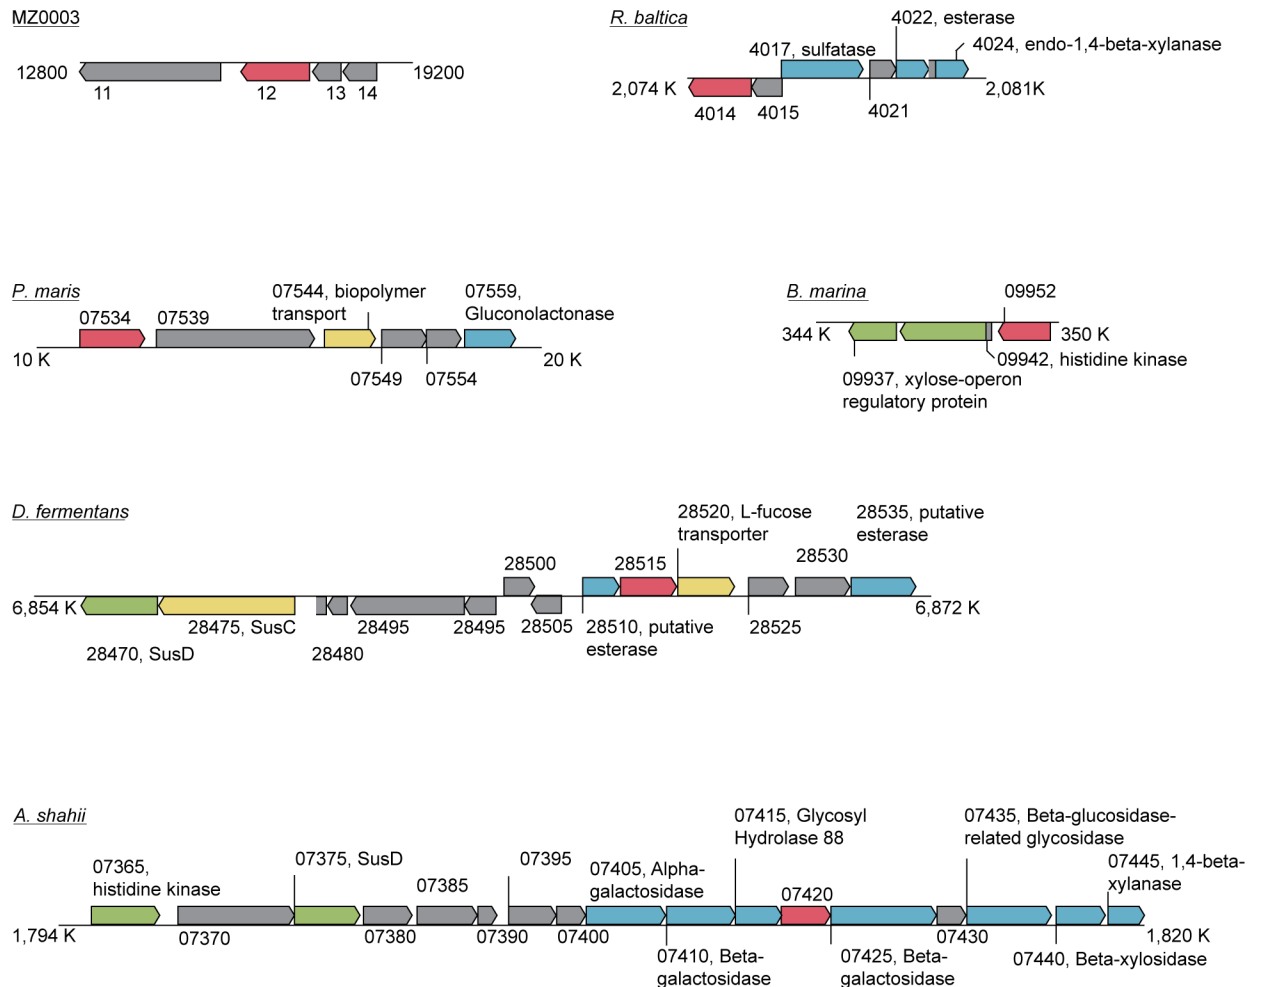 MZ0003
12800
19200
11
12
13
14
R. baltica
4022, esterase
4017, sulfatase
4024, endo-1,4-beta-xylanase
2,074 K
2,081K
4014
4015
4021
P. maris
07534
07539
07544, biopolymer
transport
07559,
Gluconolactonase
10 K
20 K
07549
07554
B. marina
09952
344 K
350 K
09942, histidine kinase
09937, xylose-operon
regulatory protein
D. fermentans
28500
28515
28520, L-fucose
transporter
28530
28535, putative
esterase
6,854 K
6,872 K
28475, SusC
28495
28495
28505
28510, putative
esterase
28525
28470, SusD
28480
A. shahii
07365,
histidine kinase
07375, SusD
07385
07395
07405, Alpha-
galactosidase
07415, Glycosyl
Hydrolase 88
07420
07435, Beta-glucosidase-
related glycosidase
07445, 1,4-beta-
xylanase
1,794 K
1,820 K
07370
07380
07390
07400
07410, Beta-
galactosidase
07425, Beta-
galactosidase
07430
07440, Beta-xylosidase